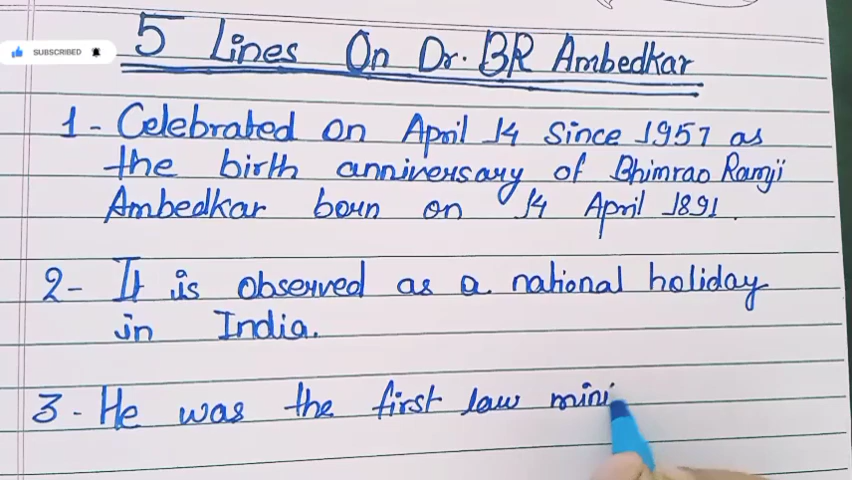 SUBSCRIBED
5 Lines On Dr. BR Ambedkar
1 - Celebrated on April 14 since 1957 as
the birth anniversary of Bhimrao Ramji
Ambedkar born on 14 April 1891.
2 - It is observed as a national holiday
in India.
3 - He was the first law mini